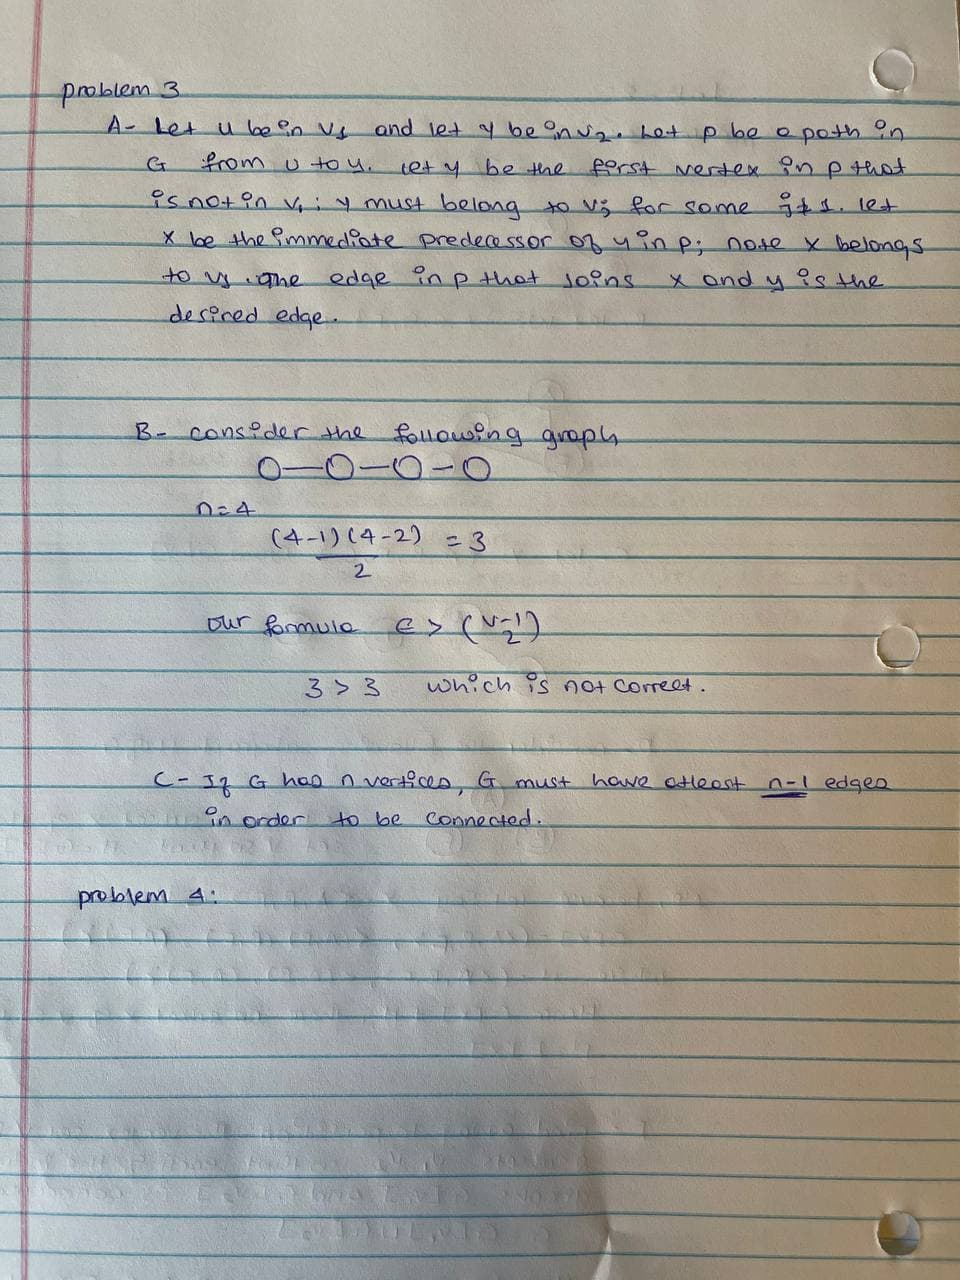 problem 3
A- Let u be in V1 and let y be in V2. Let p be a path in
G from u to y. let y be the first vertex in p that
is not in V1; y must belong to Vj for some j≠1. let
x be the immediate predecessor of y in p; note x belongs
to V1. The edge in p that joins x and y is the
desired edge.
B- consider the following graph
O—O—O—O
n=4
(4-1)(4-2) = 3
2
our formula ϵ > (v-1
2)
3 > 3 which is not correct.
C- If G has n vertices, G must have atleast n-1 edges
in order to be connected.
problem 4: